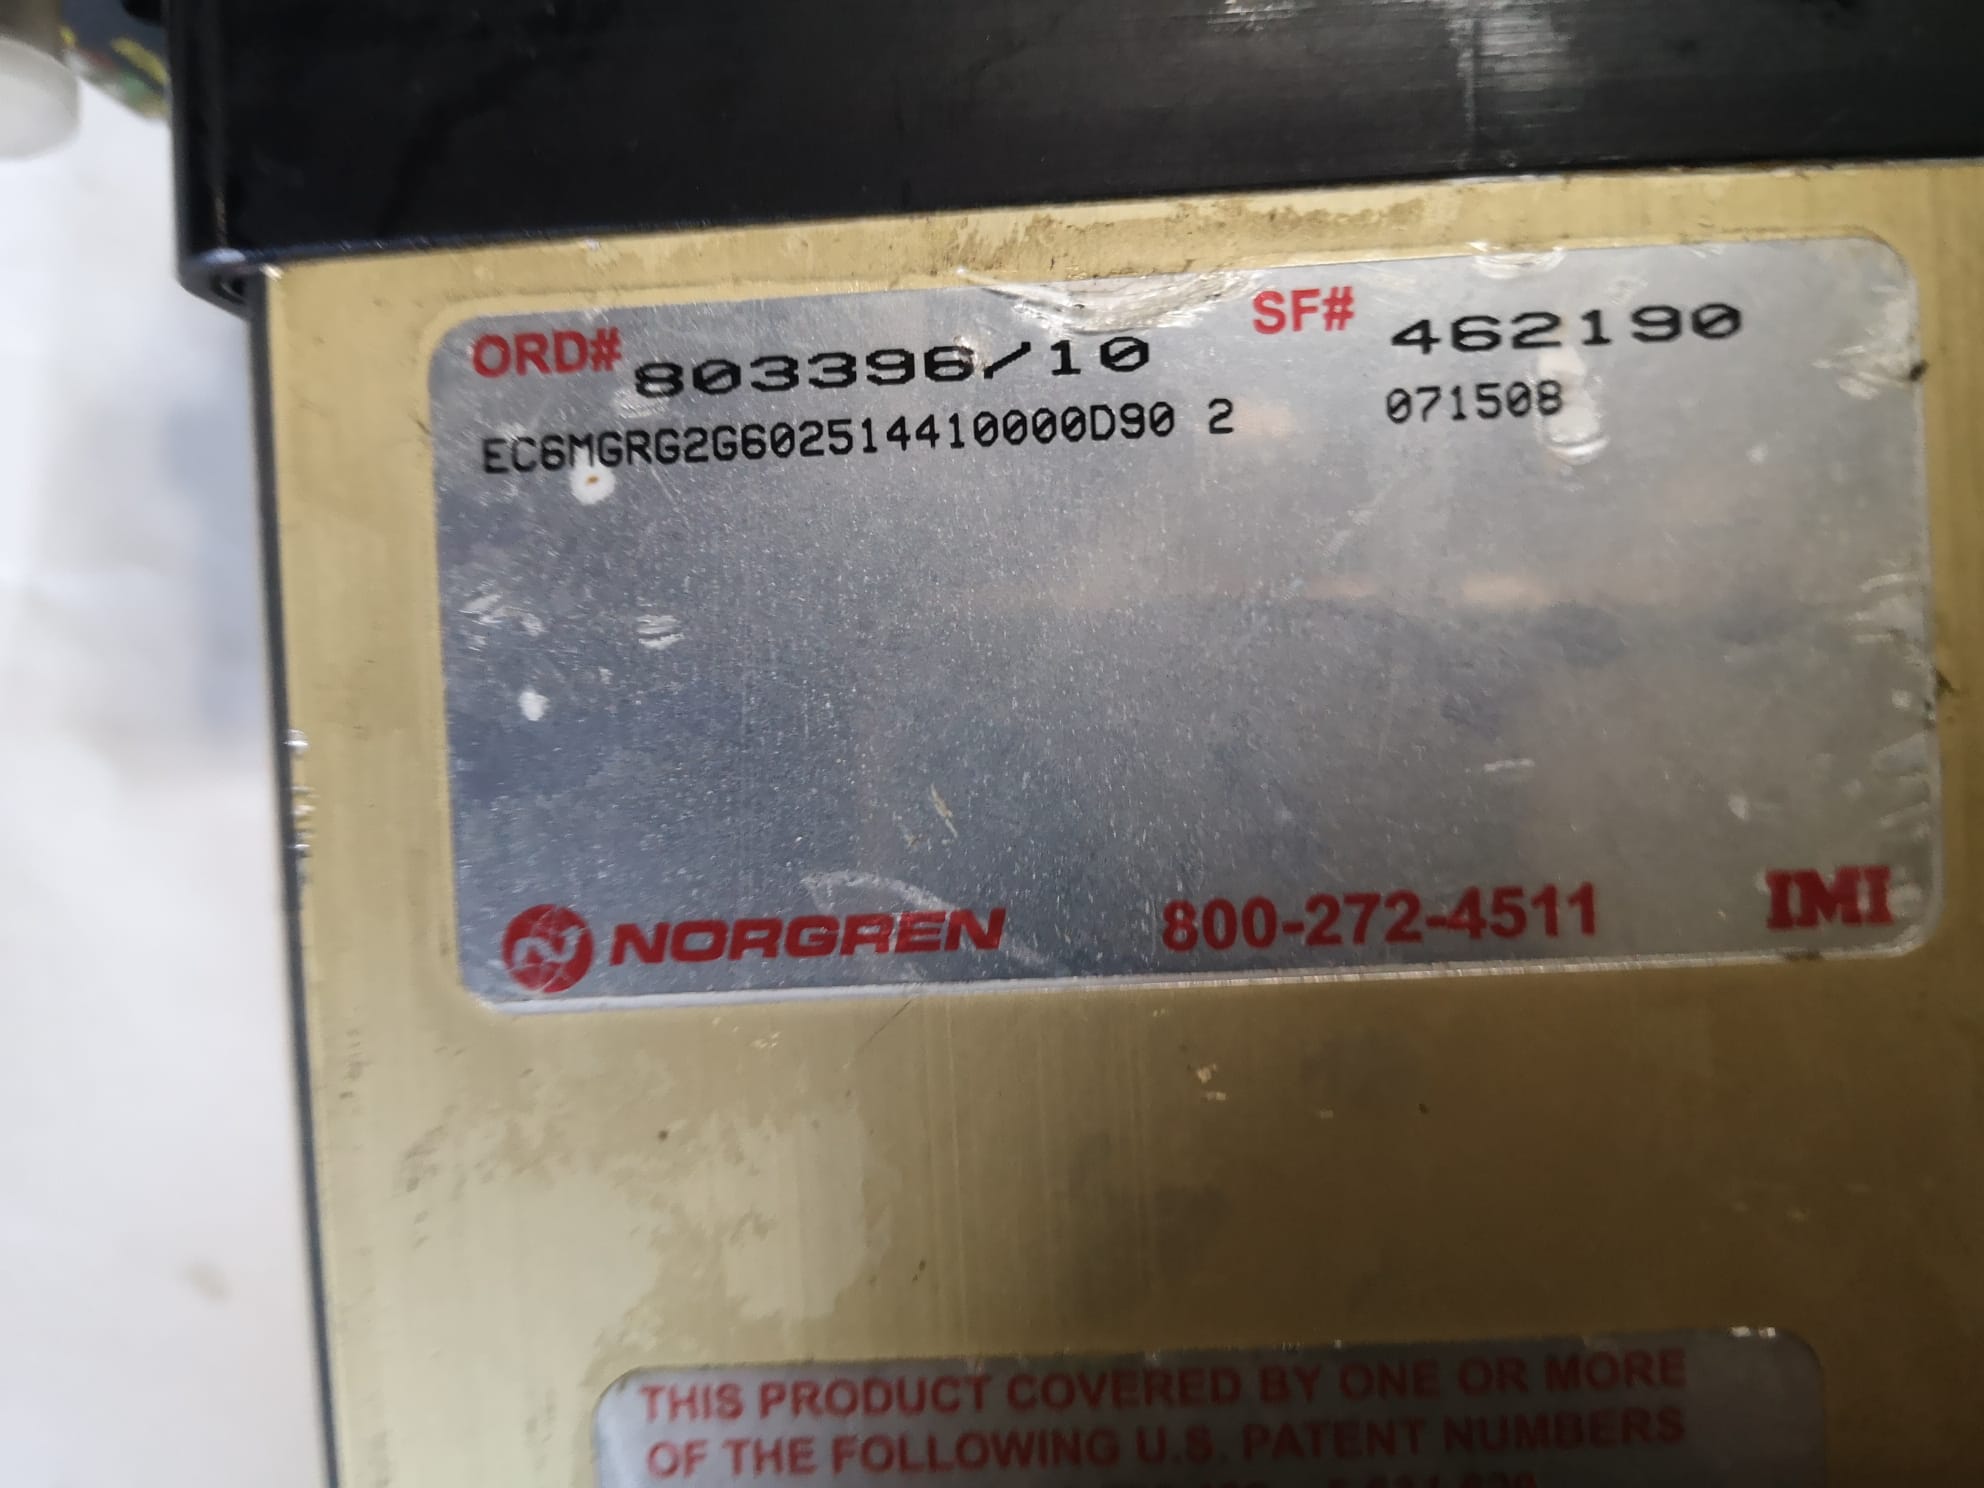 ORD# 803396/10 SF# 462190
EC6MGRG2G602514410000D90 2 071508
NORGREN 800-272-4511 IMI
THIS PRODUCT COVERED BY ONE OR MORE
OF THE FOLLOWING U.S. PATENT NUMBERS